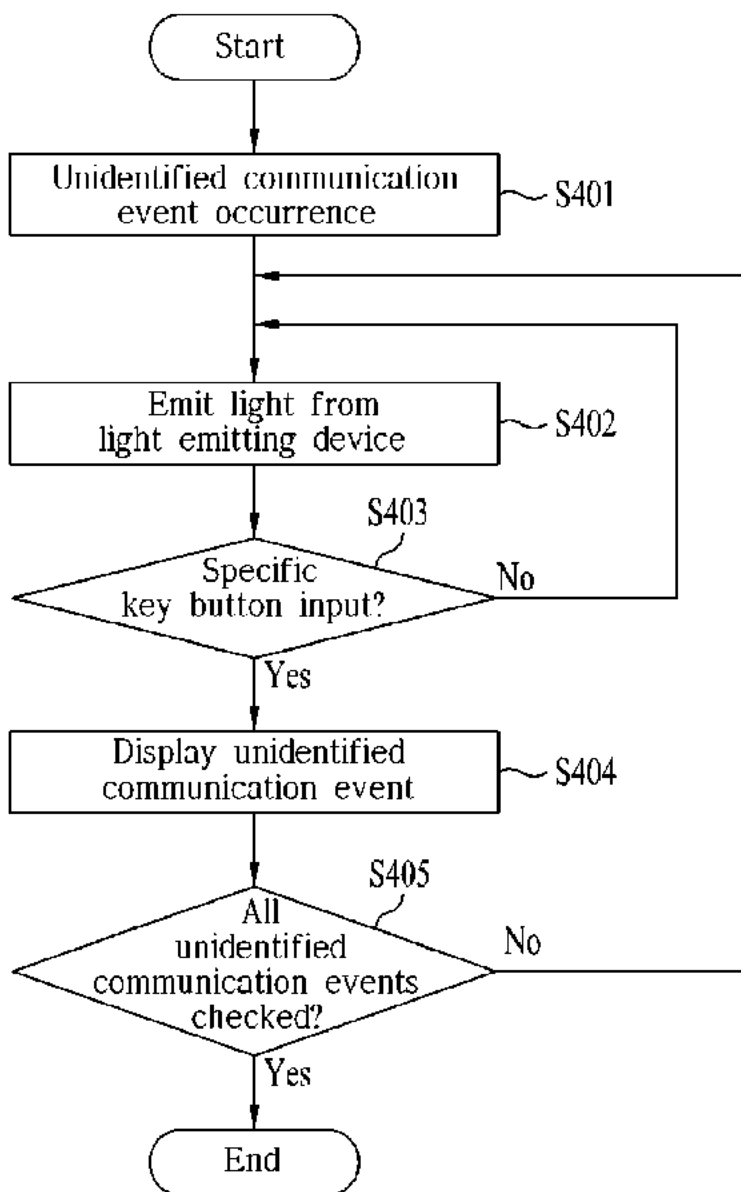 Start
Unidentified communication
event occurrence
S401
Emit light from
light emitting device
S402
S403
Specific
key button input?
No
Yes
Display unidentified
communication event
S404
S405
All
unidentified
communication events
checked?
No
Yes
End